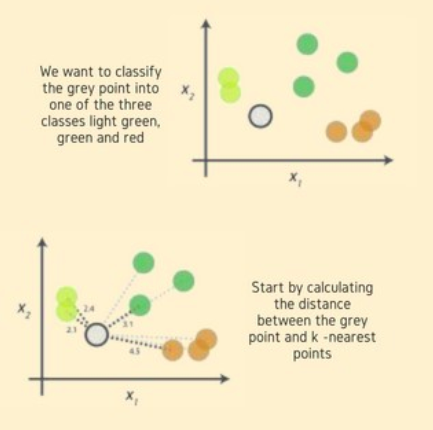 We want to classify
the grey point into
one of the three
classes light green,
green and red
X₂
X₁
X₂
2.4
2.1
3.1
4.5
X₁
Start by calculating
the distance
between the grey
point and k -nearest
points